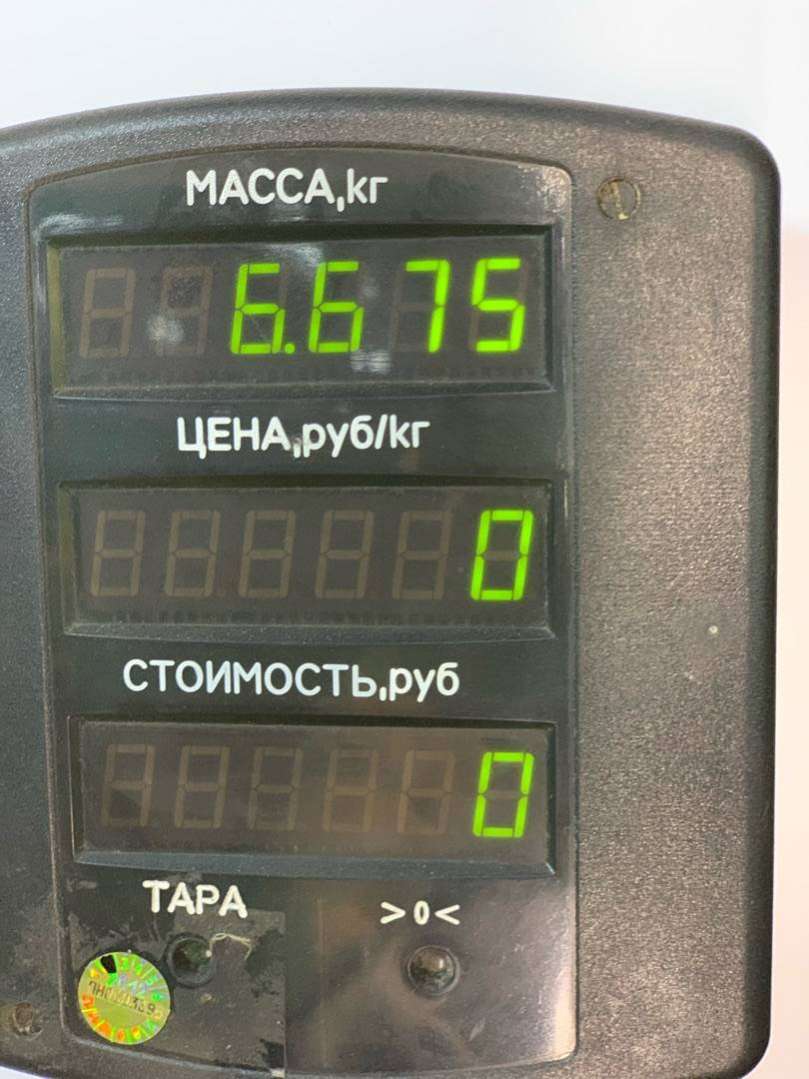 МАССА,кг
6.675
ЦЕНА,руб/кг
0
СТОИМОСТЬ,руб
0
ТАРА >0<